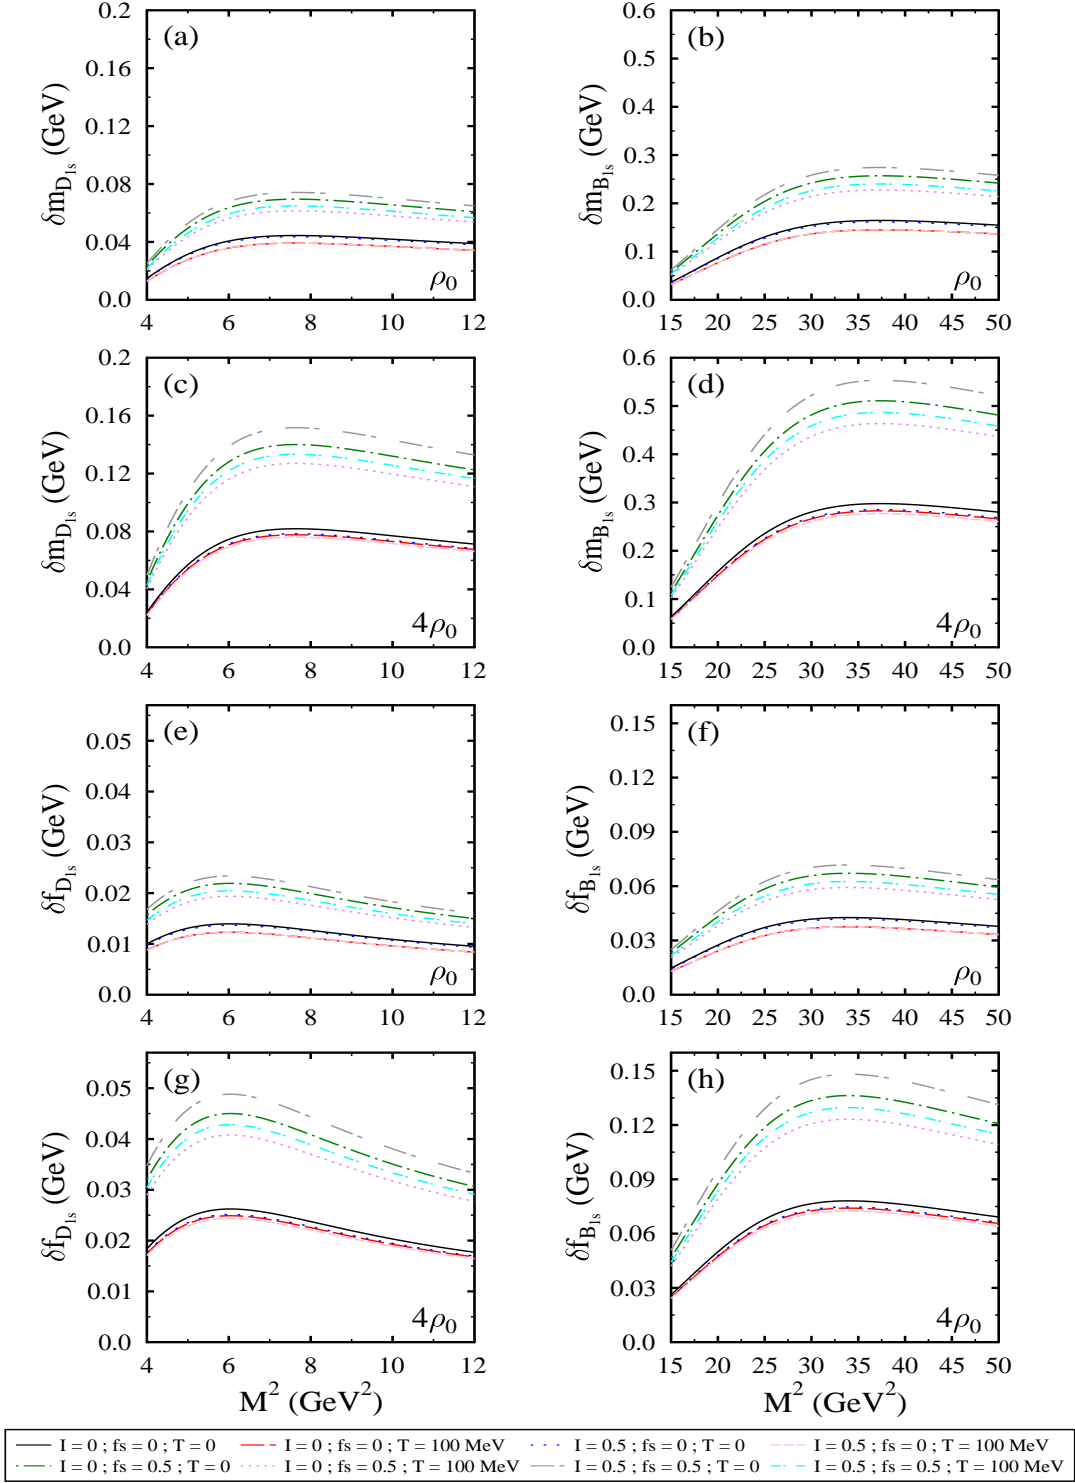 (a)
δm_{D_{1s}} (GeV)
0.2
0.16
0.12
0.08
0.04
0.0
ρ_0
4 6 8 10 12
(b)
δm_{B_{1s}} (GeV)
0.6
0.5
0.4
0.3
0.2
0.1
0.0
ρ_0
15 20 25 30 35 40 45 50
(c)
δm_{D_{1s}} (GeV)
0.2
0.16
0.12
0.08
0.04
0.0
4ρ_0
4 6 8 10 12
(d)
δm_{B_{1s}} (GeV)
0.6
0.5
0.4
0.3
0.2
0.1
0.0
4ρ_0
15 20 25 30 35 40 45 50
(e)
δf_{D_{1s}} (GeV)
0.05
0.04
0.03
0.02
0.01
0.0
ρ_0
4 6 8 10 12
(f)
δf_{B_{1s}} (GeV)
0.15
0.12
0.09
0.06
0.03
0.0
ρ_0
15 20 25 30 35 40 45 50
(g)
δf_{D_{1s}} (GeV)
0.05
0.04
0.03
0.02
0.01
0.0
4ρ_0
4 6 8 10 12
M^2 (GeV^2)
(h)
δf_{B_{1s}} (GeV)
0.15
0.12
0.09
0.06
0.03
0.0
4ρ_0
15 20 25 30 35 40 45 50
M^2 (GeV^2)
I = 0 ; fs = 0 ; T = 0 I = 0 ; fs = 0 ; T = 100 MeV I = 0.5 ; fs = 0 ; T = 0 I = 0.5 ; fs = 0 ; T = 100 MeV
I = 0 ; fs = 0.5 ; T = 0 I = 0 ; fs = 0.5 ; T = 100 MeV I = 0.5 ; fs = 0.5 ; T = 0 I = 0.5 ; fs = 0.5 ; T = 100 MeV